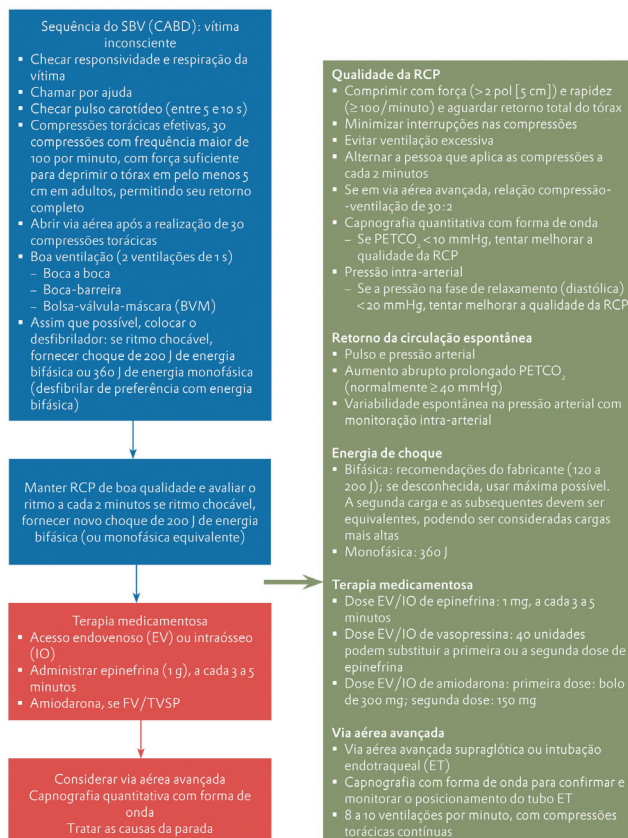 Sequência do SBV (CABD): vítima
inconsciente
▪ Checar responsividade e respiração da
vítima
▪ Chamar por ajuda
▪ Checar pulso carotídeo (entre 5 e 10 s)
▪ Compressões torácicas efetivas, 30
compressões com frequência maior de
100 por minuto, com força suficiente
para deprimir o tórax em pelo menos 5
cm em adultos, permitindo seu retorno
completo
▪ Abrir via aérea após a realização de 30
compressões torácicas
▪ Boa ventilação (2 ventilações de 1 s)
– Boca a boca
– Boca-barreira
– Bolsa-válvula-máscara (BVM)
▪ Assim que possível, colocar o
desfibrilador: se ritmo chocável,
fornecer choque de 200 J de energia
bifásica ou 360 J de energia monofásica
(desfibrilar de preferência com energia
bifásica)
Manter RCP de boa qualidade e avaliar o
ritmo a cada 2 minutos se ritmo chocável,
fornecer novo choque de 200 J de energia
bifásica (ou monofásica equivalente)
Terapia medicamentosa
▪ Acesso endovenoso (EV) ou intraósseo
(IO)
▪ Administrar epinefrina (1 g), a cada 3 a 5
minutos
▪ Amiodarona, se FV/TVSP
Considerar via aérea avançada
Capnografia quantitativa com forma de
onda
Tratar as causas da parada
Qualidade da RCP
▪ Comprimir com força (>2 pol [5 cm]) e rapidez
(≥100/minuto) e aguardar retorno total do tórax
▪ Minimizar interrupções nas compressões
▪ Evitar ventilação excessiva
▪ Alternar a pessoa que aplica as compressões a
cada 2 minutos
▪ Se em via aérea avançada, relação compressão-
-ventilação de 30:2
▪ Capnografia quantitativa com forma de onda
– Se PETCO₂ <10 mmHg, tentar melhorar a
qualidade da RCP
▪ Pressão intra-arterial
– Se a pressão na fase de relaxamento (diastólica)
<20 mmHg, tentar melhorar a qualidade da RCP
Retorno da circulação espontânea
▪ Pulso e pressão arterial
▪ Aumento abrupto prolongado PETCO₂
(normalmente ≥40 mmHg)
▪ Variabilidade espontânea na pressão arterial com
monitoração intra-arterial
Energia de choque
▪ Bifásica: recomendações do fabricante (120 a
200 J); se desconhecida, usar máxima possível.
A segunda carga e as subsequentes devem ser
equivalentes, podendo ser consideradas cargas
mais altas
▪ Monofásica: 360 J
Terapia medicamentosa
▪ Dose EV/IO de epinefrina: 1 mg, a cada 3 a 5
minutos
▪ Dose EV/IO de vasopressina: 40 unidades
podem substituir a primeira ou a segunda dose de
epinefrina
▪ Dose EV/IO de amiodarona: primeira dose: bolo
de 300 mg; segunda dose: 150 mg
Via aérea avançada
▪ Via aérea avançada supraglótica ou intubação
endotraqueal (ET)
▪ Capnografia com forma de onda para confirmar e
monitorar o posicionamento do tubo ET
▪ 8 a 10 ventilações por minuto, com compressões
torácicas contínuas